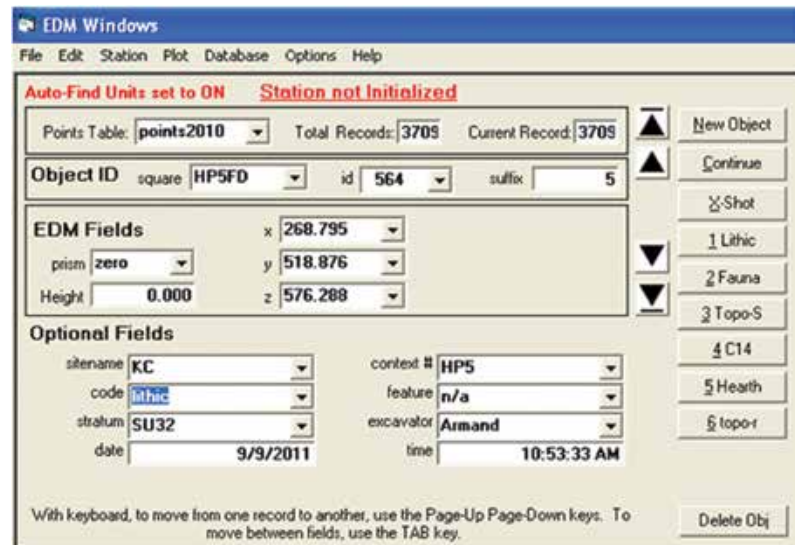 EDM Windows
File Edit Station Plot Database Options Help
Auto-Find Units set to ON Station not Initialized
Points Table: points2010 Total Records: 3709 Current Record: 3709
New Object
Object ID square HP5FD id 564 suffix 5
Continue
X-Shot
EDM Fields x 268.795
1 Lithic
prism zero y 518.876
2 Fauna
Height 0.000 z 576.288
3 Topo-S
Optional Fields
4 C14
sitename KC context # HP5
5 Hearth
code lithic feature n/a
6 topo-r
stratum SU32 excavator Armand
date 9/9/2011 time 10:53:33 AM
With keyboard, to move from one record to another, use the Page-Up Page-Down keys. To
move between fields, use the TAB key.
Delete Obj